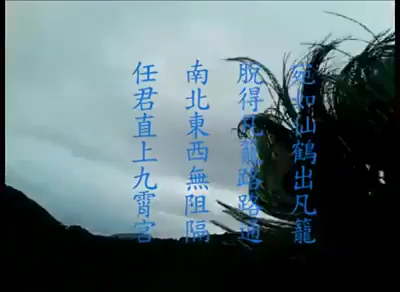 宛如仙鶴出凡籠
脫得凡籠路路通
南北東西無阻隔
任君直上九霄宮